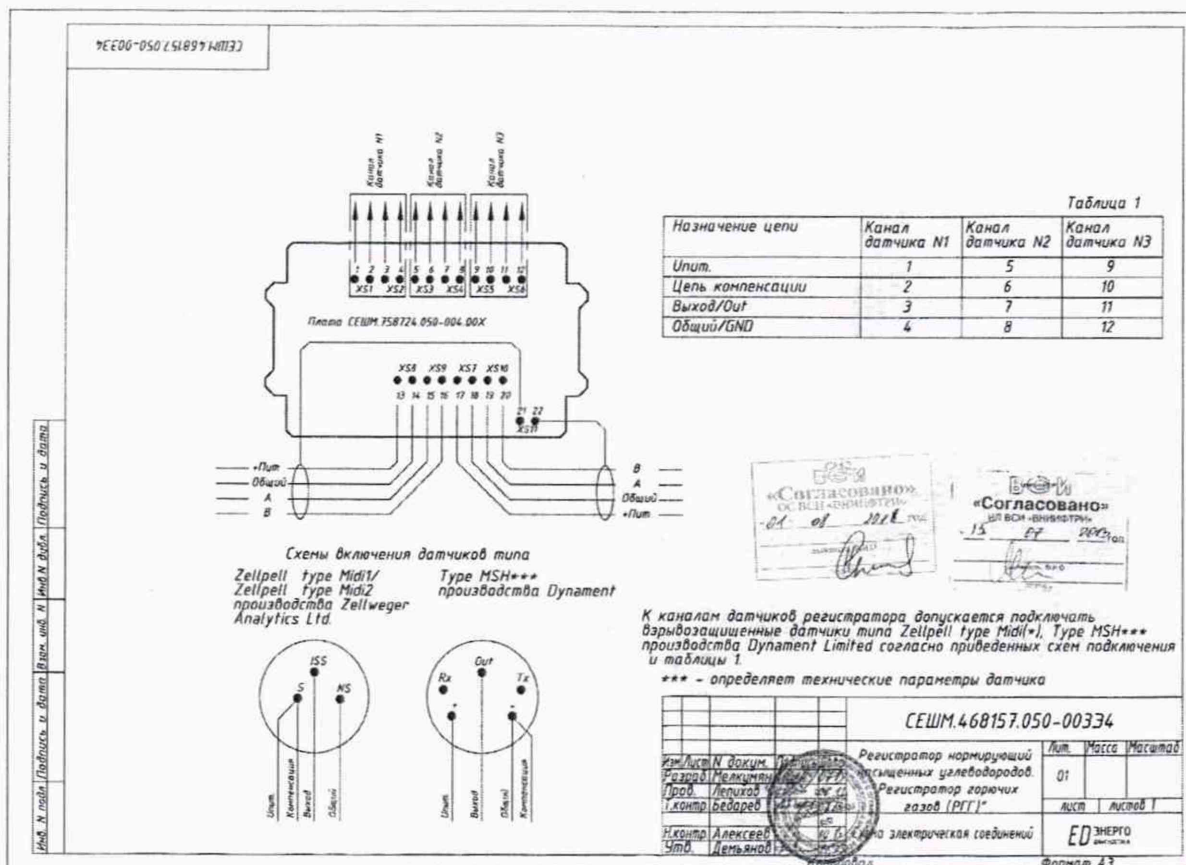 СЕШМ.468157.050-00ЭЭ4
Канал
датчика N1
Канал
датчика N2
Канал
датчика N3
1 2 3 4 5 6 7 8 9 10 11 12
XS1 XS2 XS3 XS4 XS5 XS6
Плата СЕШМ.758724.050-004.00X
XS8 XS9 XS7 XS10
13 14 15 16 17 18 19 20
21 22
XS11
+Пит
Общий
А
В
В
А
Общий
+Пит
Таблица 1
Назначение цепи Канал датчика N1 Канал датчика N2 Канал датчика N3
Uпит. 1 5 9
Цепь компенсации 2 6 10
Выход/Out 3 7 11
Общий/GND 4 8 12
«Согласовано»
ОС ВСИ «ВНИИФТРИ»
«Согласовано»
ИЛ ВСИ «ВНИИФТРИ»
Схемы включения датчиков типа
Zellpell type Midi1/
Zellpell type Midi2
производства Zellweger
Analytics Ltd.
Type MSH***
производства Dynament
ISS
S
NS
Uпит.
Компенсация
Выход
Общий
Out
Rx
Tx
+
-
Uпит.
Выход
Общий
Компенсация
К каналам датчиков регистратора допускается подключать
взрывозащищенные датчики типа Zellpell type Midi(*), Type MSH***
производства Dynament Limited согласно приведенных схем подключения
и таблицы 1.
*** - определяет технические параметры датчика
СЕШМ.468157.050-00ЭЭ4
Изм Лист N докум.
Разраб Мелкумян
Пров. Лепихов
Т.контр Бедарев
Н.контр Алексеев
Утв. Демьянов
Регистратор нормирующий
насыщенных углеводородов.
Регистратор горючих
газов (РГГ)"
электрическая соединений
Лит. Масса Масштаб
01
Лист Листов 1
ED ЭНЕРГО
Формат А3
Инв. N подл Подпись и дата Взам. инв. N Инв N дубл. Подпись и дата